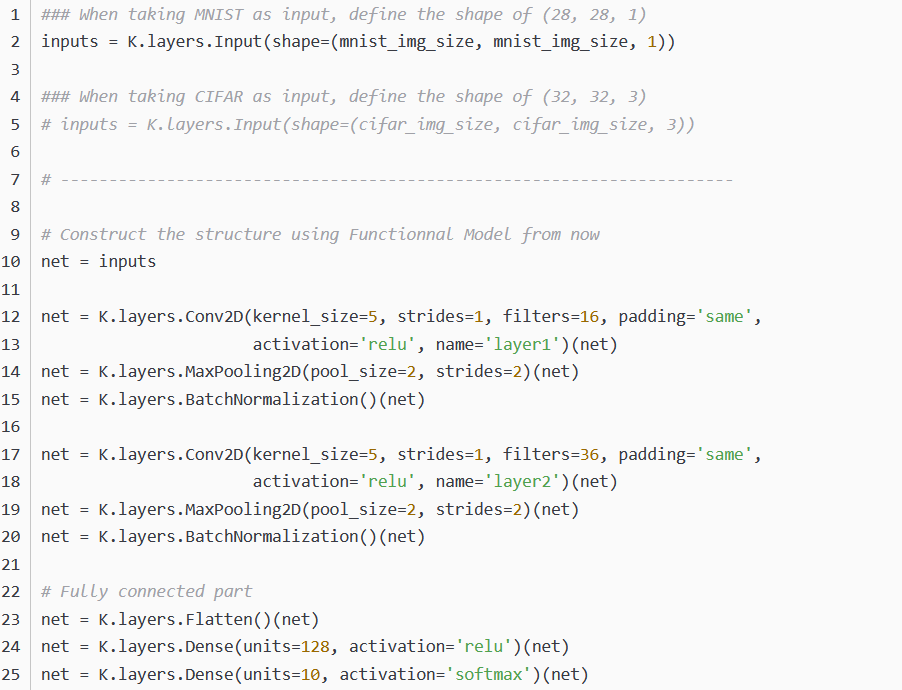 1 ### When taking MNIST as input, define the shape of (28, 28, 1)
2 inputs = K.layers.Input(shape=(mnist_img_size, mnist_img_size, 1))
3
4 ### When taking CIFAR as input, define the shape of (32, 32, 3)
5 # inputs = K.layers.Input(shape=(cifar_img_size, cifar_img_size, 3))
6
7 # ----------------------------------------------------------------------
8
9 # Construct the structure using Functionnal Model from now
10 net = inputs
11
12 net = K.layers.Conv2D(kernel_size=5, strides=1, filters=16, padding='same',
13                       activation='relu', name='layer1')(net)
14 net = K.layers.MaxPooling2D(pool_size=2, strides=2)(net)
15 net = K.layers.BatchNormalization()(net)
16
17 net = K.layers.Conv2D(kernel_size=5, strides=1, filters=36, padding='same',
18                       activation='relu', name='layer2')(net)
19 net = K.layers.MaxPooling2D(pool_size=2, strides=2)(net)
20 net = K.layers.BatchNormalization()(net)
21
22 # Fully connected part
23 net = K.layers.Flatten()(net)
24 net = K.layers.Dense(units=128, activation='relu')(net)
25 net = K.layers.Dense(units=10, activation='softmax')(net)